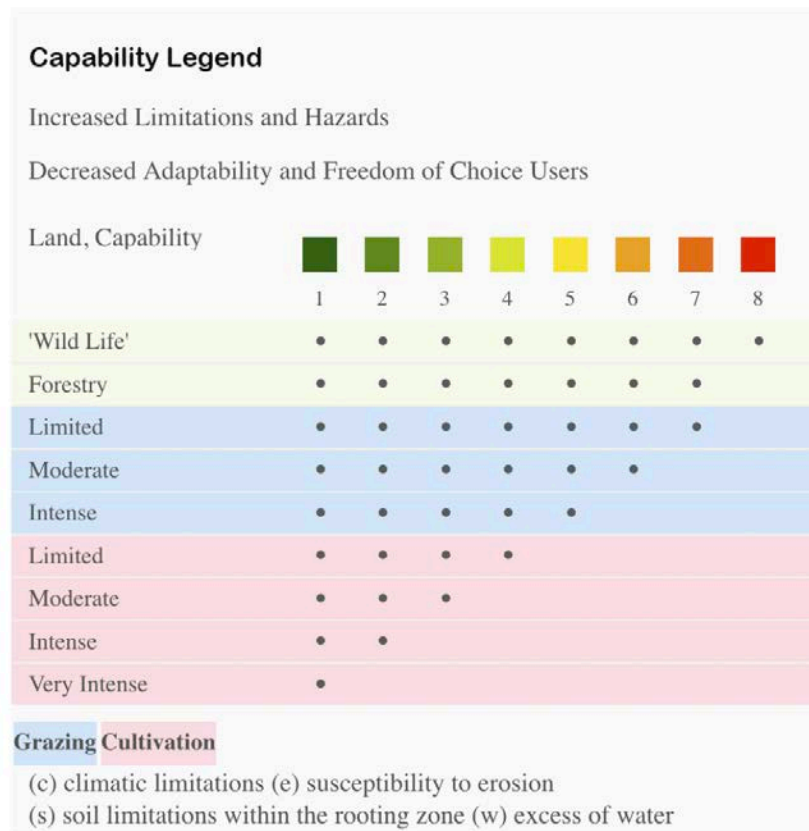 Capability Legend
Increased Limitations and Hazards
Decreased Adaptability and Freedom of Choice Users
Land, Capability
1 2 3 4 5 6 7 8
'Wild Life' • • • • • • • •
Forestry • • • • • • •
Limited • • • • • • •
Moderate • • • • • •
Intense • • • • •
Limited • • • •
Moderate • • •
Intense • •
Very Intense •
Grazing Cultivation
(c) climatic limitations (e) susceptibility to erosion
(s) soil limitations within the rooting zone (w) excess of water